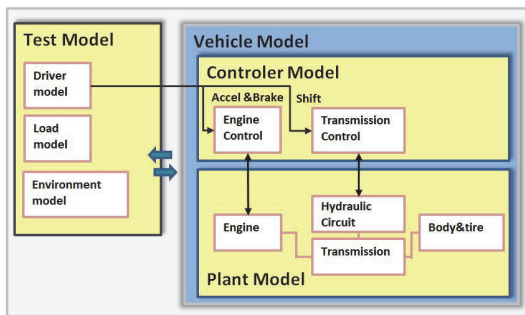 Test Model
Driver
model
Load
model
Environment
model
Vehicle Model
Controler Model
Accel &Brake
Shift
Engine
Control
Transmission
Control
Engine
Hydraulic
Circuit
Transmission
Body&tire
Plant Model